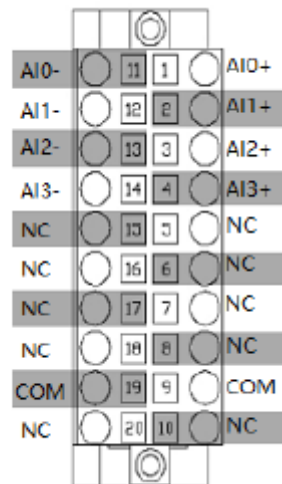 AI0- 11 1 AI0+
AI1- 12 2 AI1+
AI2- 13 3 AI2+
AI3- 14 4 AI3+
NC 15 5 NC
NC 16 6 NC
NC 17 7 NC
NC 18 8 NC
COM 19 9 COM
NC 20 10 NC